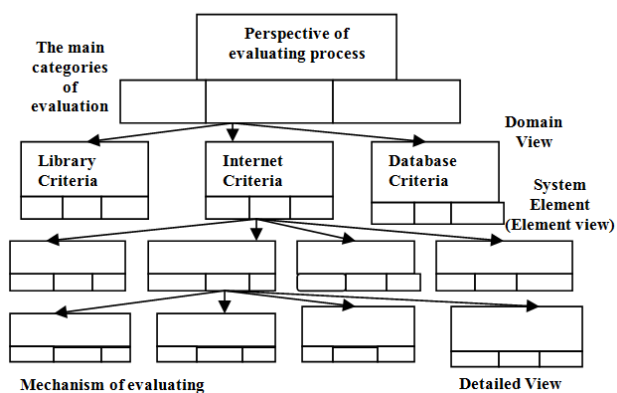 Perspective of
evaluating process
The main
categories
of
evaluation
Domain
View
Library
Criteria
Internet
Criteria
Database
Criteria
System
Element
(Element view)
Mechanism of evaluating
Detailed View